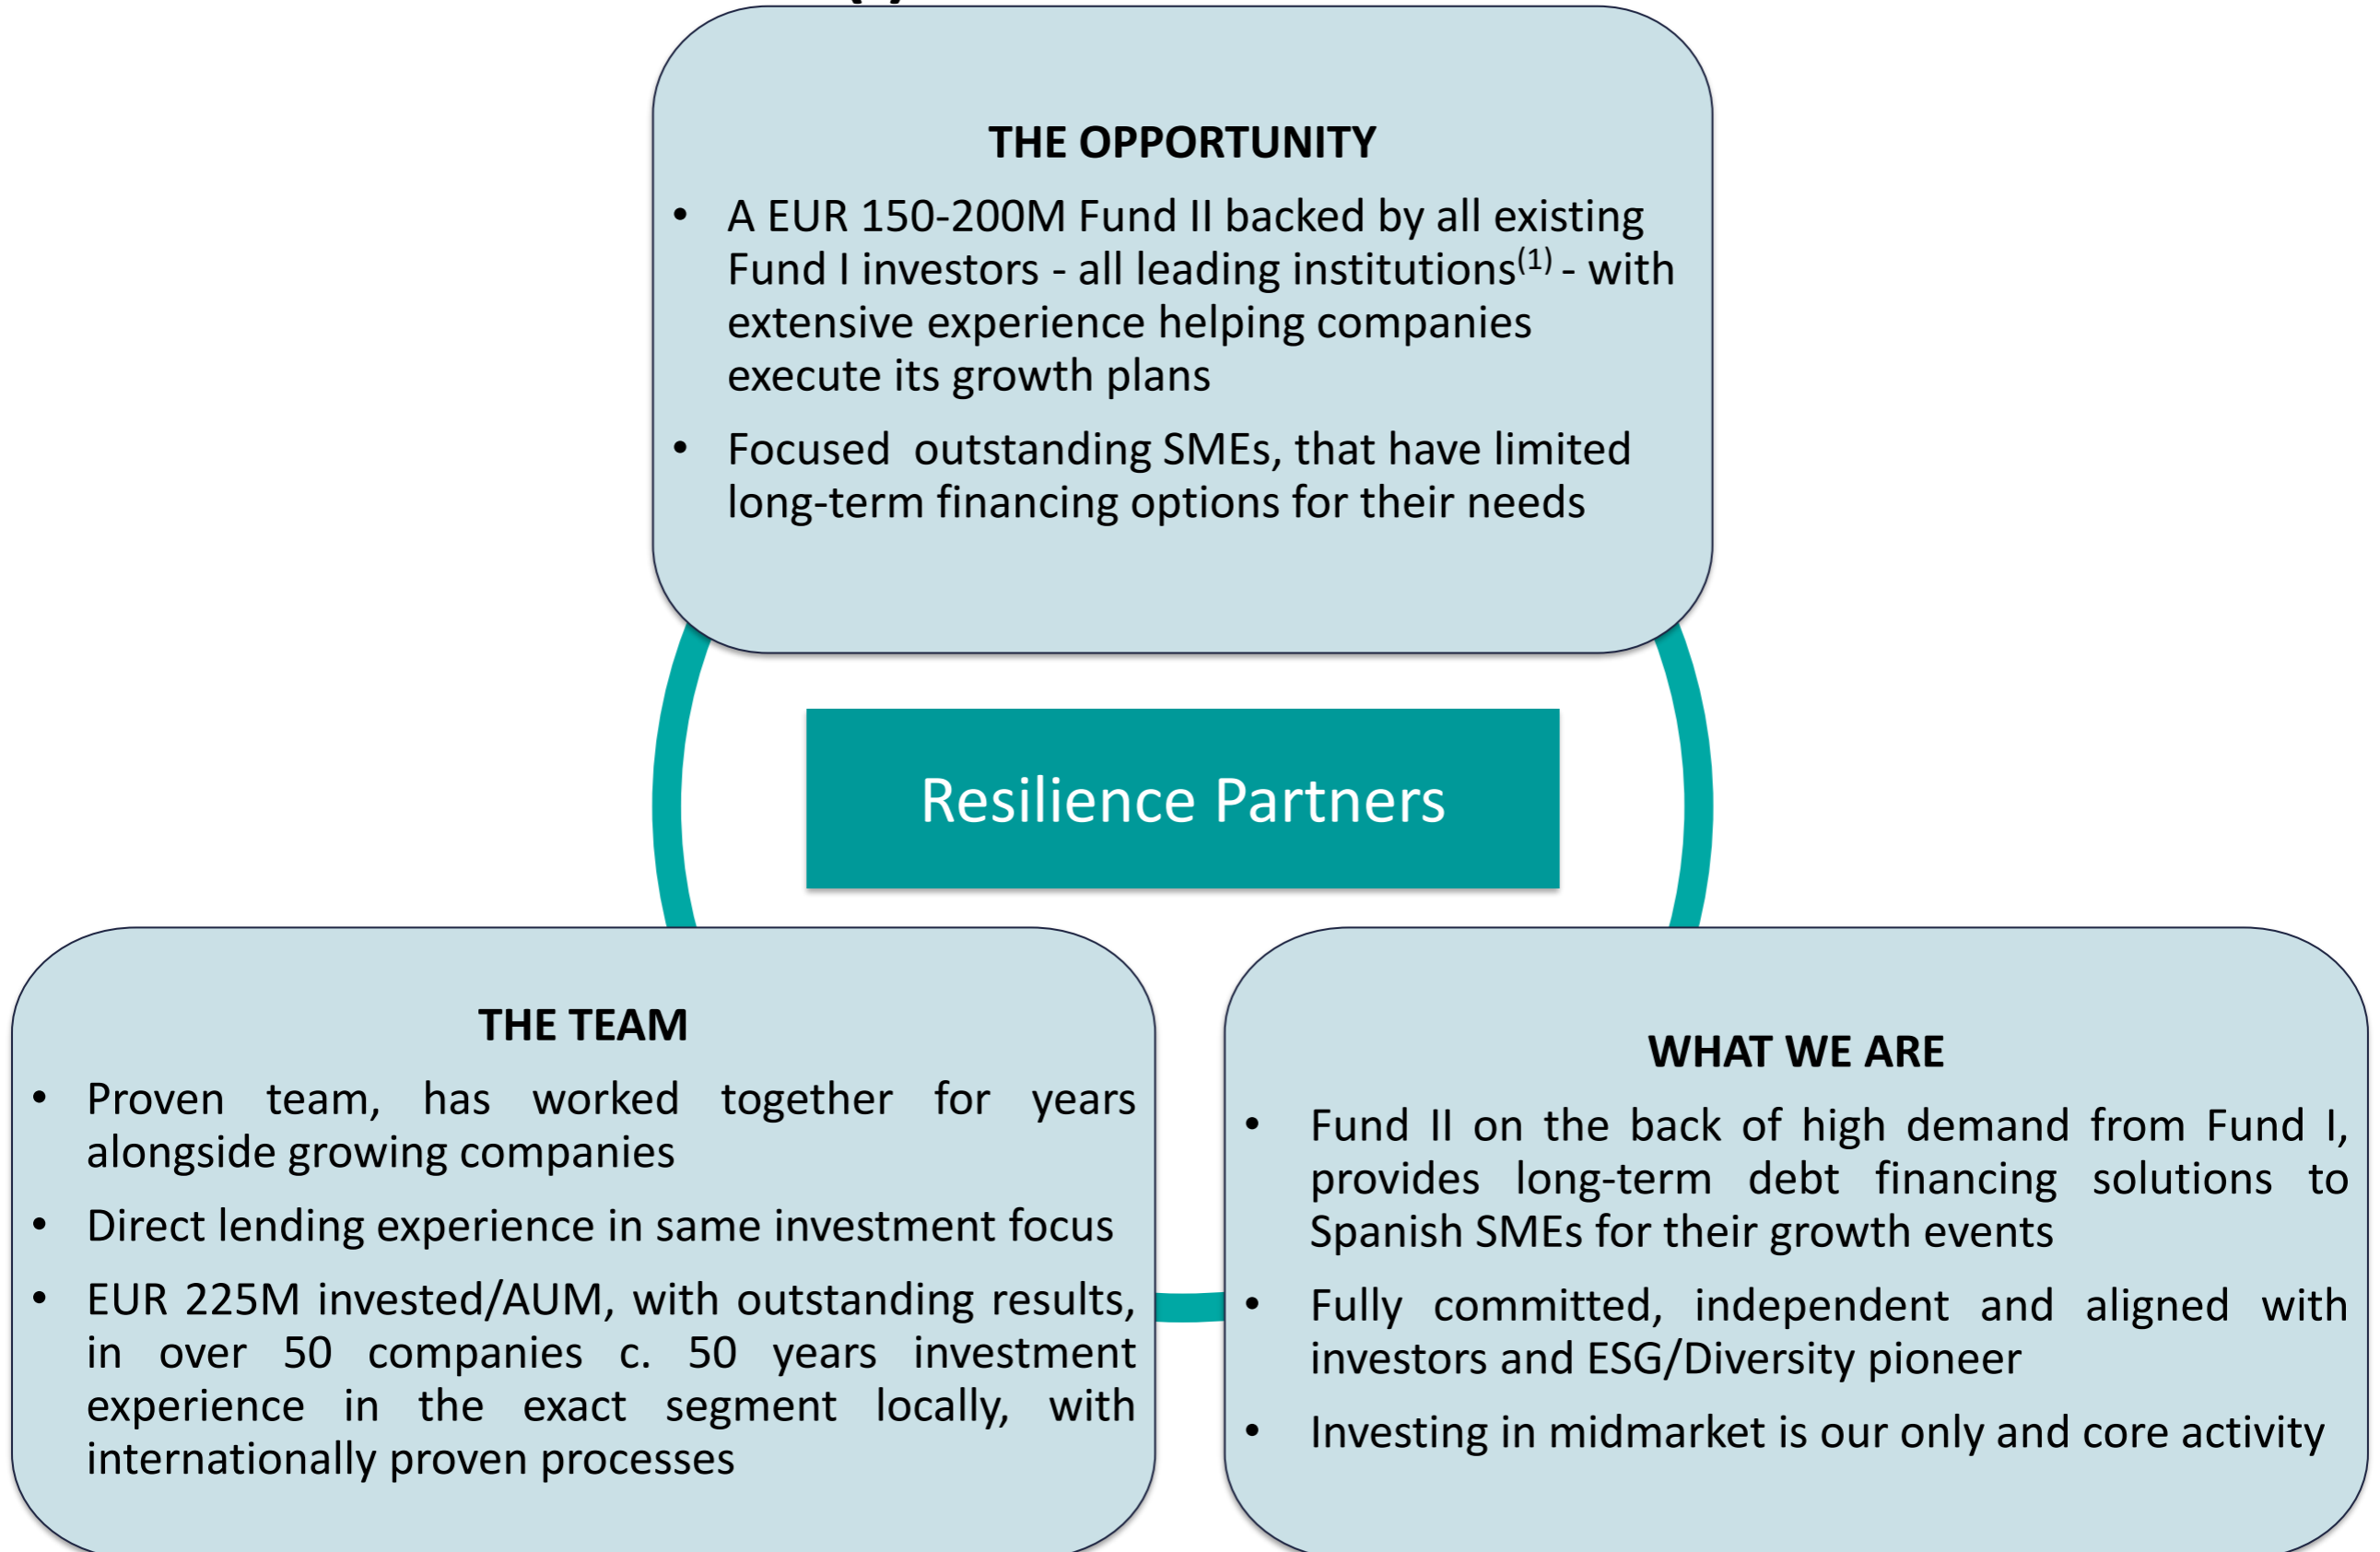 THE OPPORTUNITY
• A EUR 150-200M Fund II backed by all existing
Fund I investors - all leading institutions(1) - with
extensive experience helping companies
execute its growth plans
• Focused  outstanding SMEs, that have limited
long-term financing options for their needs
Resilience Partners
THE TEAM
• Proven team, has worked together for years
alongside growing companies
• Direct lending experience in same investment focus
• EUR 225M invested/AUM, with outstanding results,
in over 50 companies c. 50 years investment
experience in the exact segment locally, with
internationally proven processes
WHAT WE ARE
• Fund II on the back of high demand from Fund I,
provides long-term debt financing solutions to
Spanish SMEs for their growth events
• Fully committed, independent and aligned with
investors and ESG/Diversity pioneer
• Investing in midmarket is our only and core activity